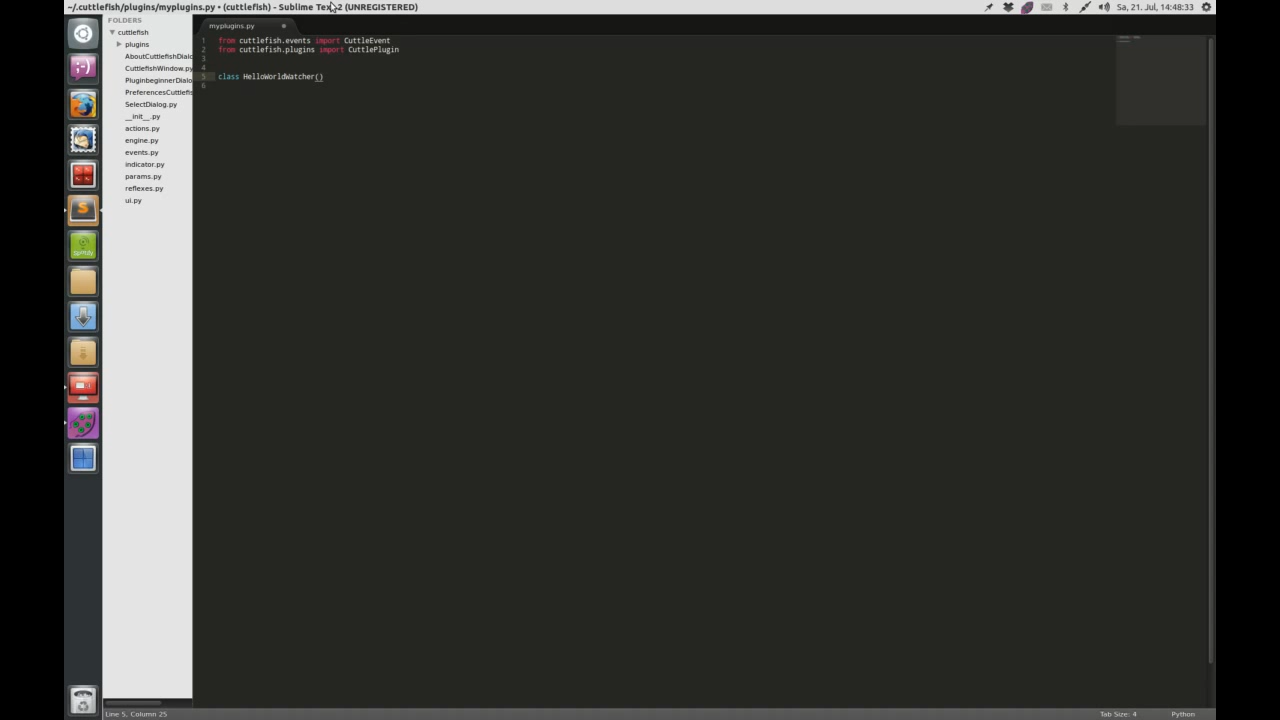 ~/.cuttlefish/plugins/myplugins.py • (cuttlefish) - Sublime Text 2 (UNREGISTERED)
Sa, 21. Jul, 14:48:33
FOLDERS
cuttlefish
plugins
AboutCuttlefishDialo
CuttlefishWindow.py
PluginbeginnerDialo
PreferencesCuttlefis
SelectDialog.py
__init__.py
actions.py
engine.py
events.py
indicator.py
params.py
reflexes.py
ui.py
myplugins.py
1 from cuttlefish.events import CuttleEvent
2 from cuttlefish.plugins import CuttlePlugin
3
4
5 class HelloWorldWatcher()
6
Line 5, Column 25
Tab Size: 4
Python